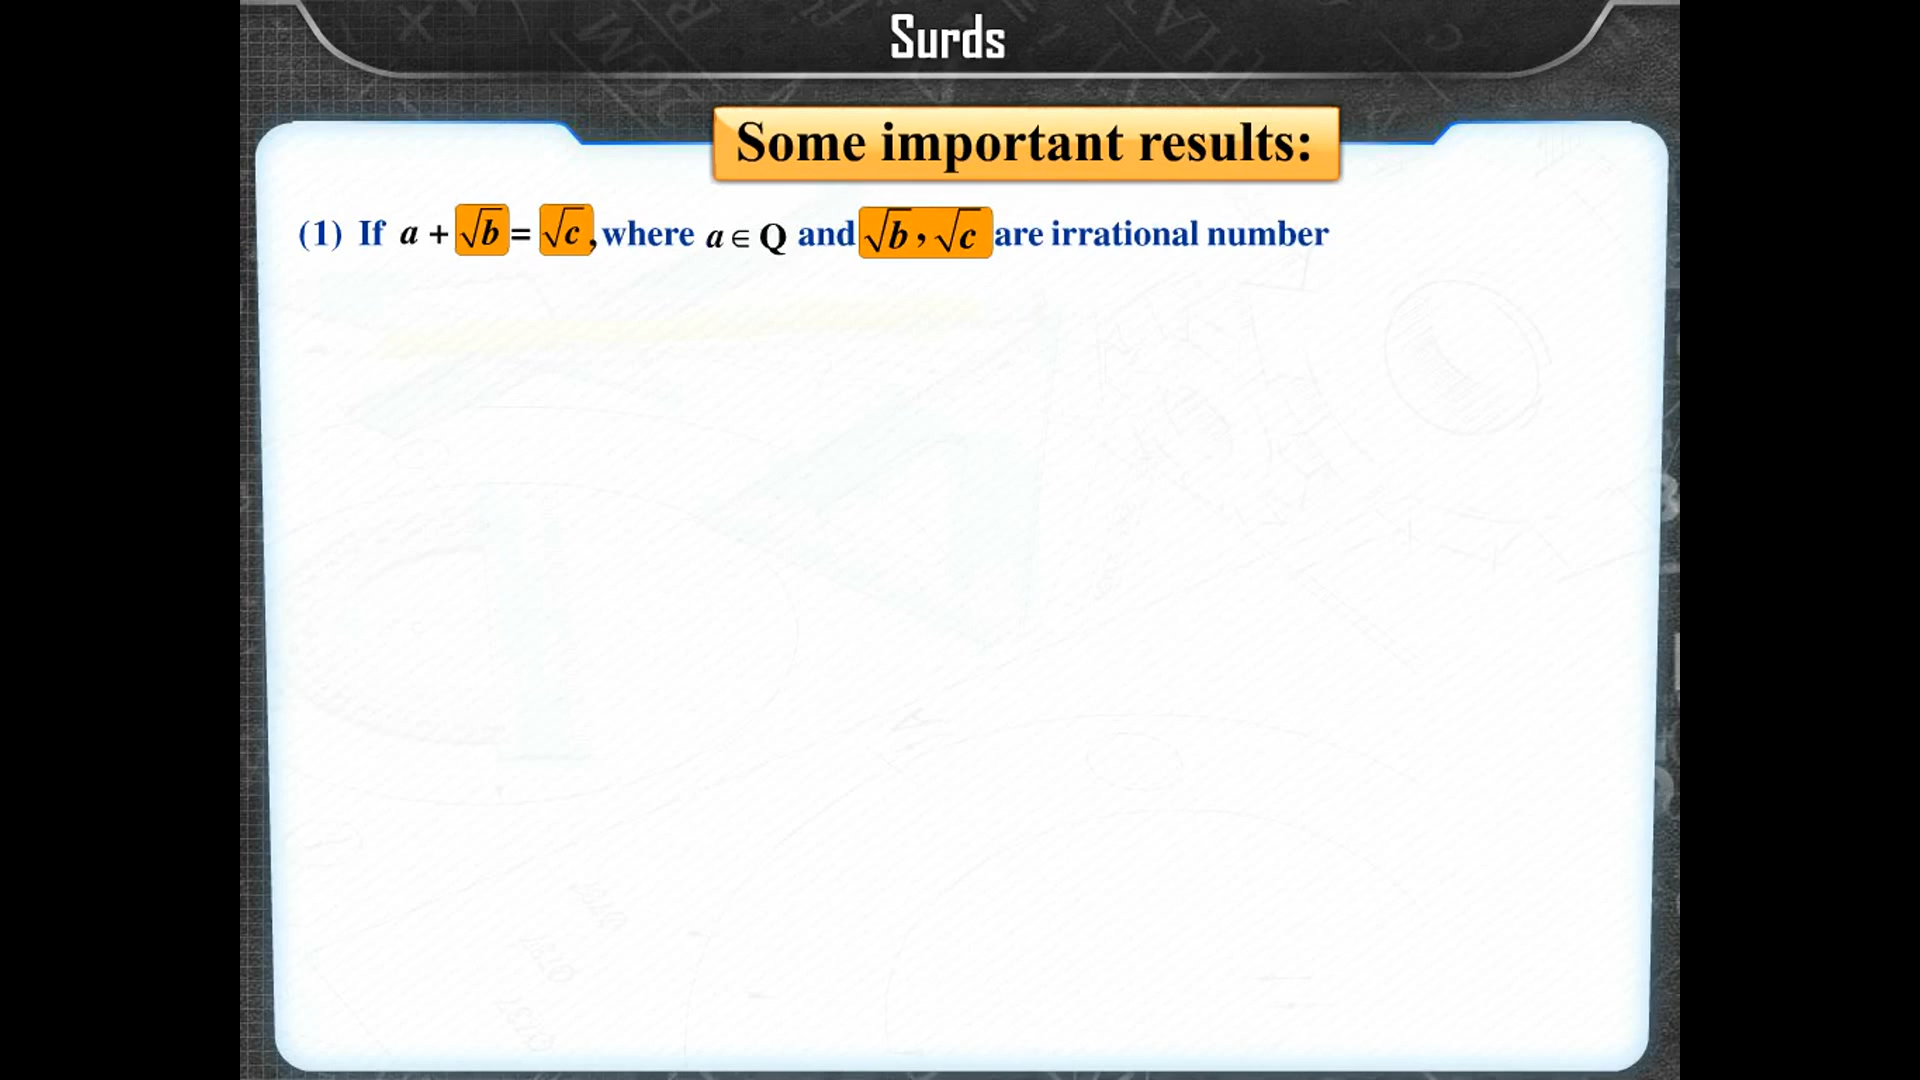 Surds
Some important results:
(1) If a + √b = √c, where a ∈ Q and √b, √c are irrational number